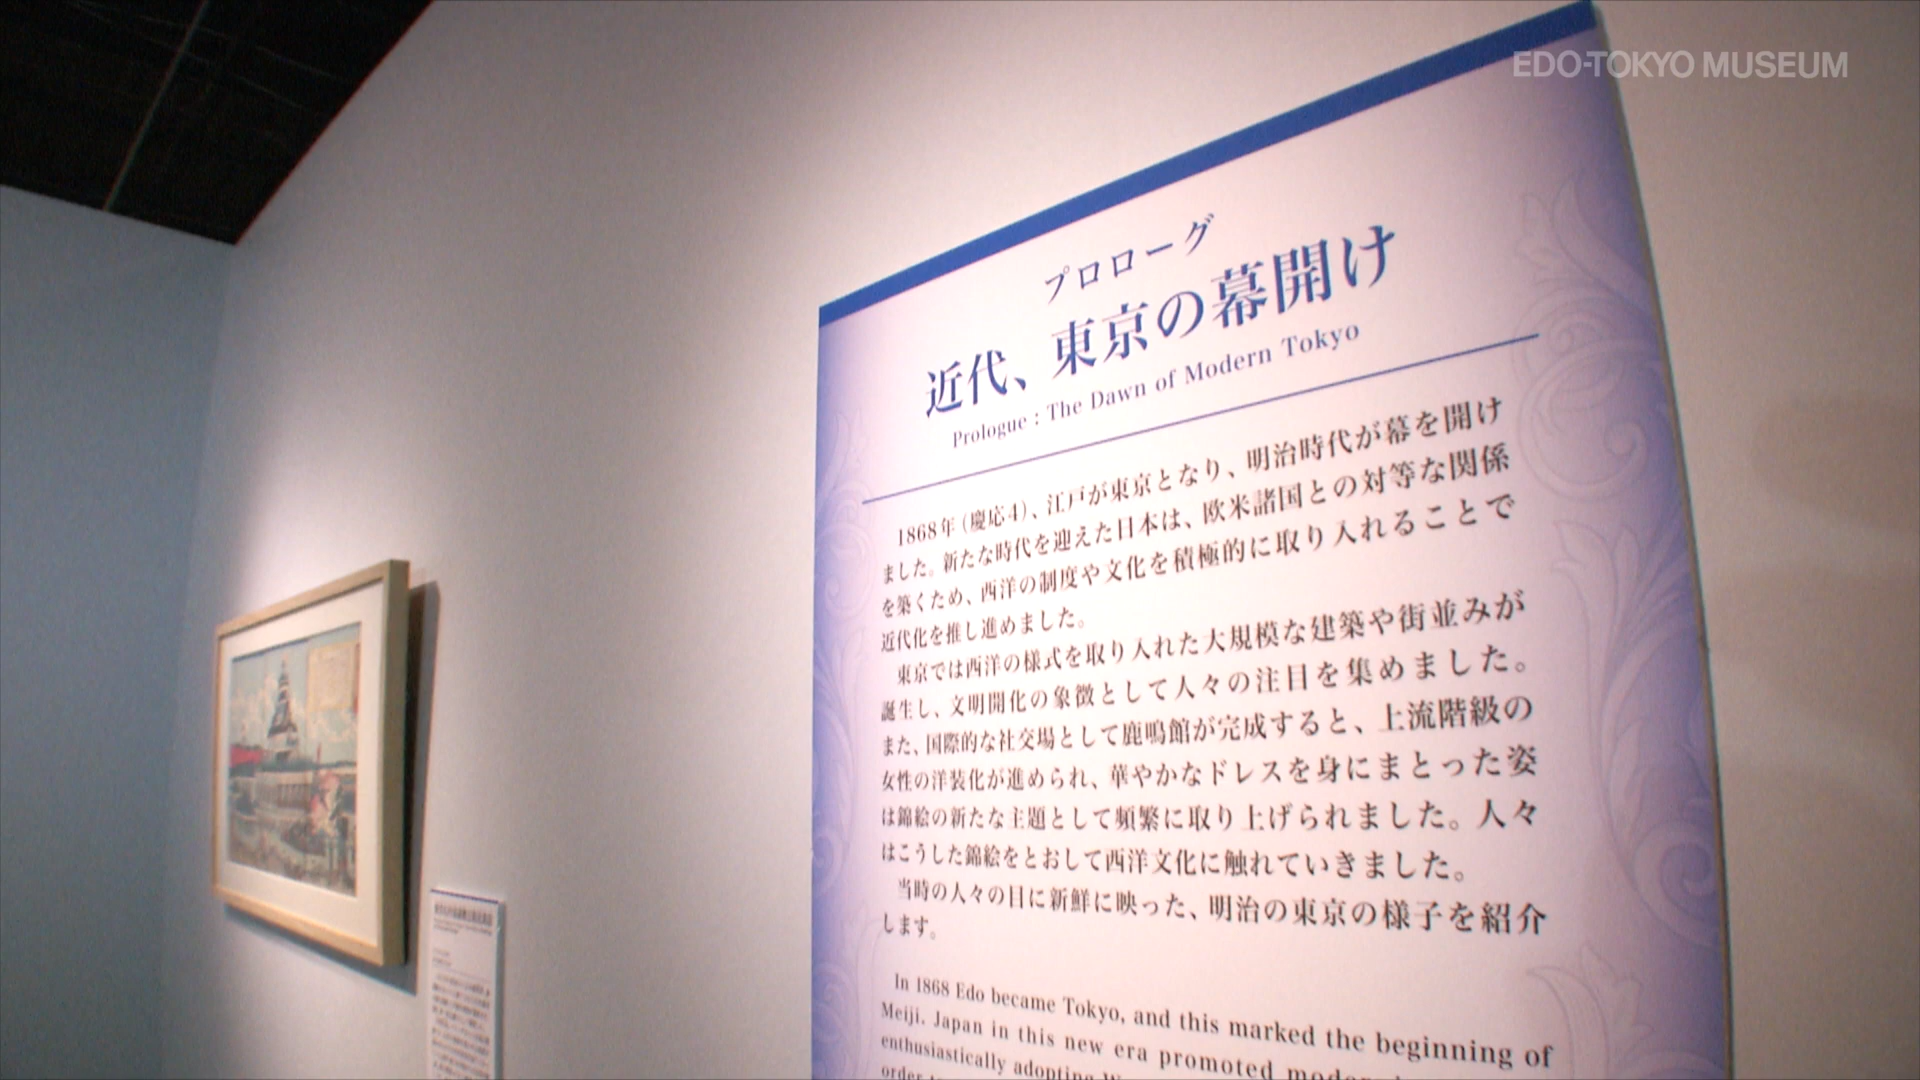 EDO-TOKYO MUSEUM
プロローグ
近代、東京の幕開け
Prologue : The Dawn of Modern Tokyo
1868年（慶応4）、江戸が東京となり、明治時代が幕を開け
ました。新たな時代を迎えた日本は、欧米諸国との対等な関係
を築くため、西洋の制度や文化を積極的に取り入れることで
近代化を推し進めました。
東京では西洋の様式を取り入れた大規模な建築や街並みが
誕生し、文明開化の象徴として人々の注目を集めました。
また、国際的な社交場として鹿鳴館が完成すると、上流階級の
女性の洋装化が進められ、華やかなドレスを身にまとった姿
は錦絵の新たな主題として頻繁に取り上げられました。人々
はこうした錦絵をとおして西洋文化に触れていきました。
当時の人々の目に新鮮に映った、明治の東京の様子を紹介
します。
In 1868 Edo became Tokyo, and this marked the beginning of
Meiji. Japan in this new era promoted
enthusiastically adopting
order